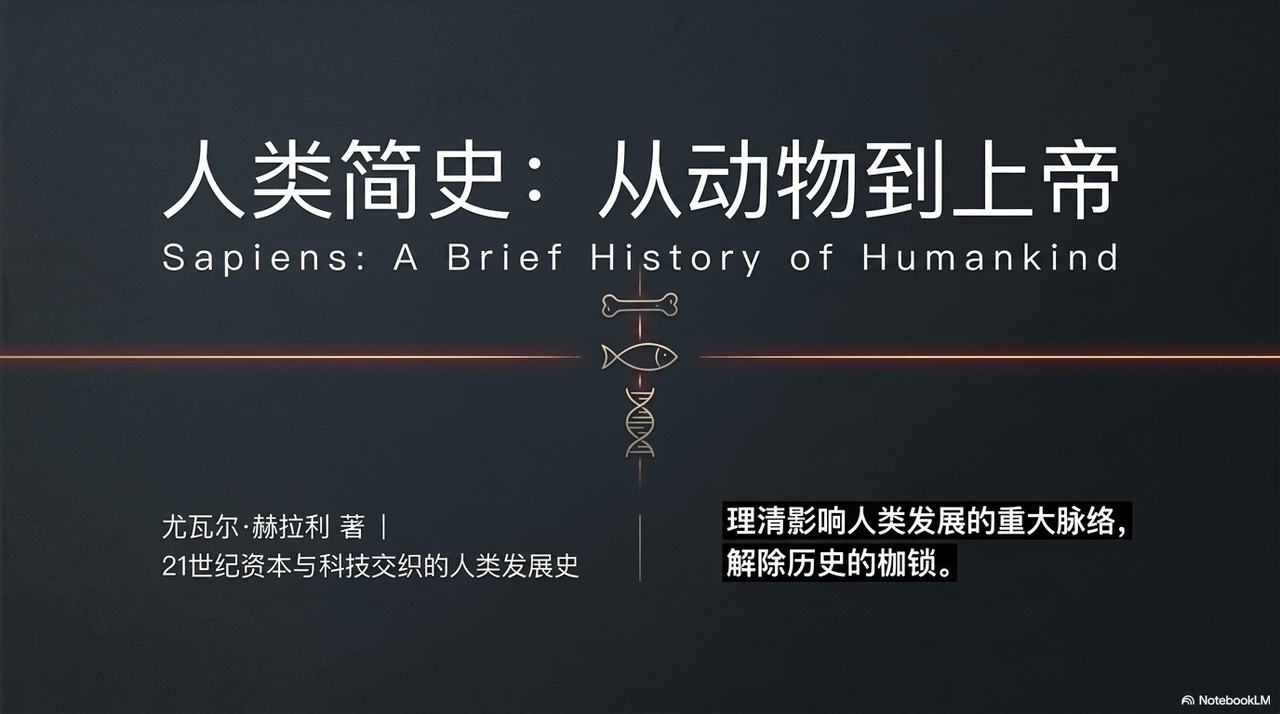 人类简史：从动物到上帝
Sapiens: A Brief History of Humankind
尤瓦尔·赫拉利 著｜
21世纪资本与科技交织的人类发展史
理清影响人类发展的重大脉络，
解除历史的枷锁。
NotebookLM